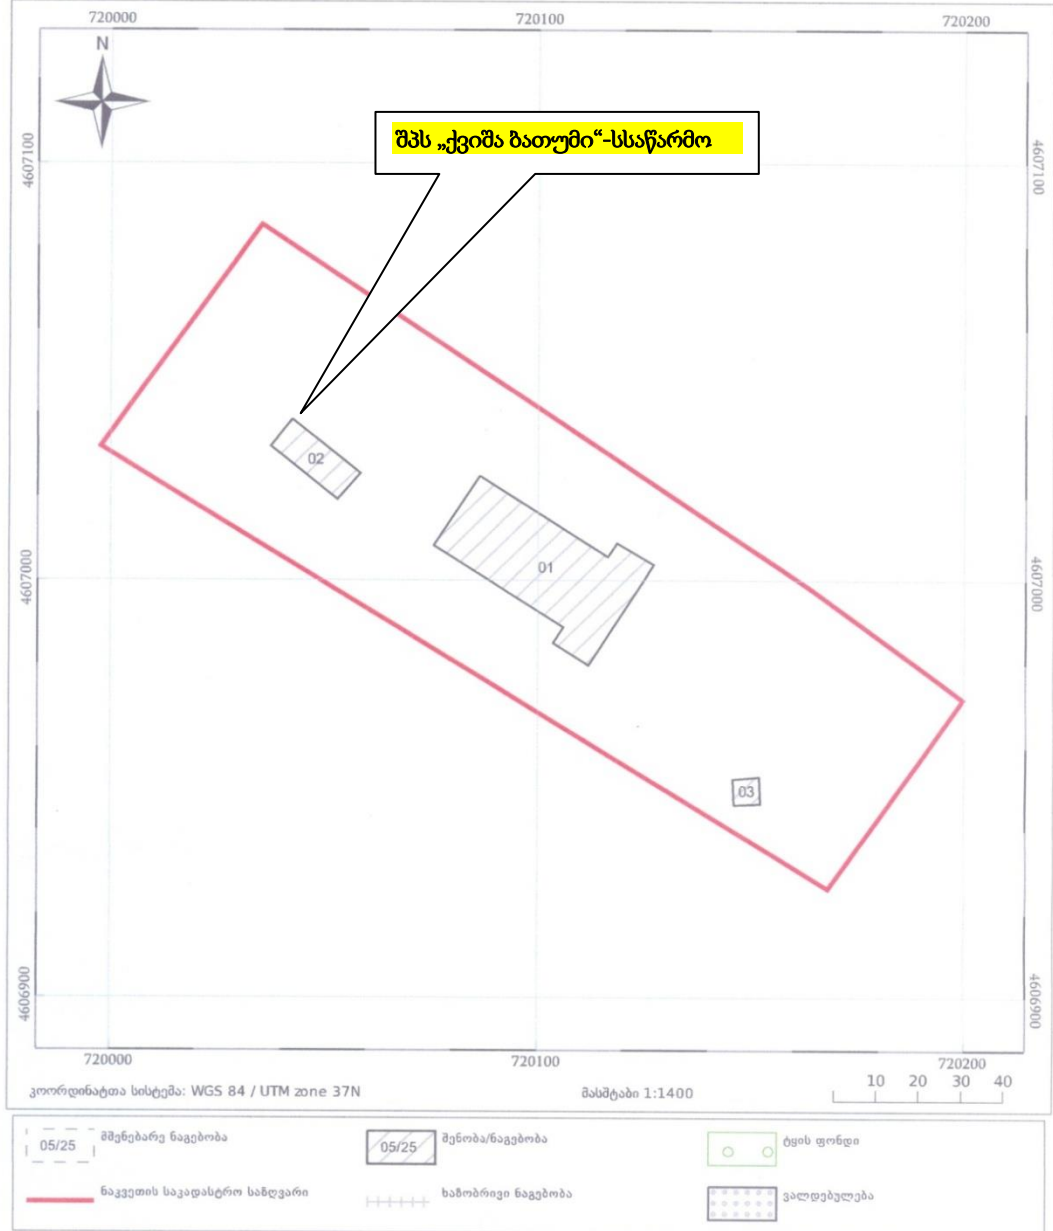 720000 720100 720200
N
შპს „ქვიშა ბათუმი“-სსაწარმო
4607100 4607100
02
01
4607000 4607000
03
4606900 4606900
720000 720100 720200
კოორდინატთა სისტემა: WGS 84 / UTM zone 37N მასშტაბი 1:1400 10 20 30 40
05/25 მშენებარე ნაგებობა 05/25 შენობა/ნაგებობა ტყის ფონდი
ნაკვეთის საკადასტრო საზღვარი ხაზობრივი ნაგებობა ვალდებულება